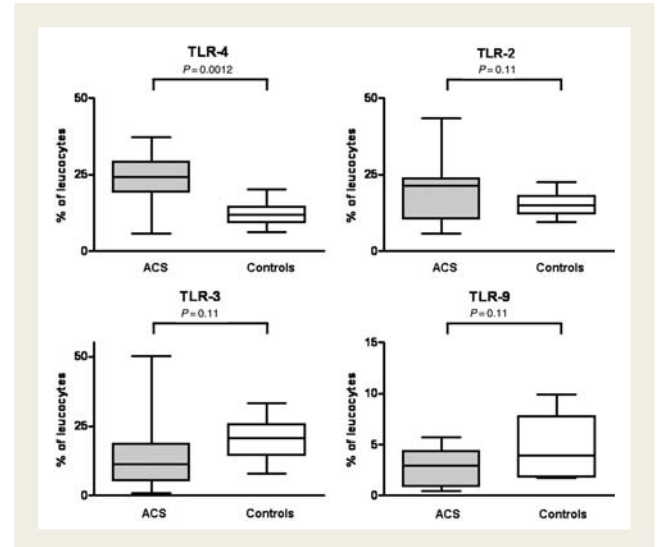 TLR-4
P=0.0012
50
25
0
% of leucocytes
ACS Controls
TLR-2
P=0.11
50
25
0
% of leucocytes
ACS Controls
TLR-3
P=0.11
50
25
0
% of leucocytes
ACS Controls
TLR-9
P=0.11
15
10
5
0
% of leucocytes
ACS Controls